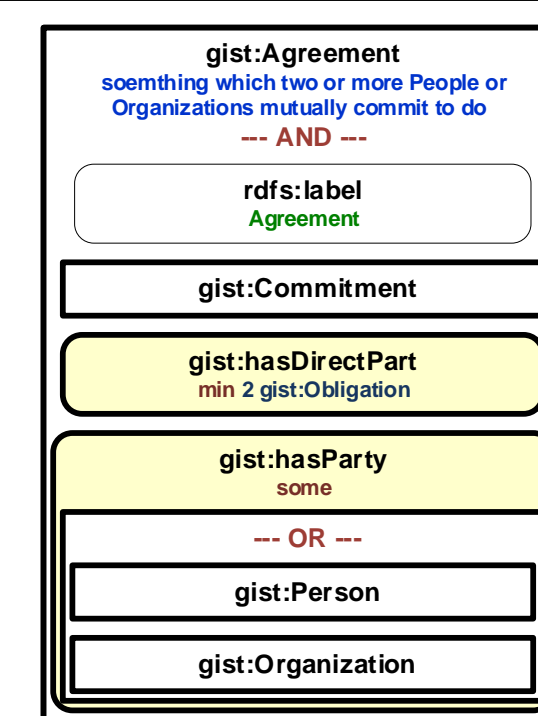 gist:Agreement
soemthing which two or more People or
Organizations mutually commit to do
--- AND ---
rdfs:label
Agreement
gist:Commitment
gist:hasDirectPart
min 2 gist:Obligation
gist:hasParty
some
--- OR ---
gist:Person
gist:Organization